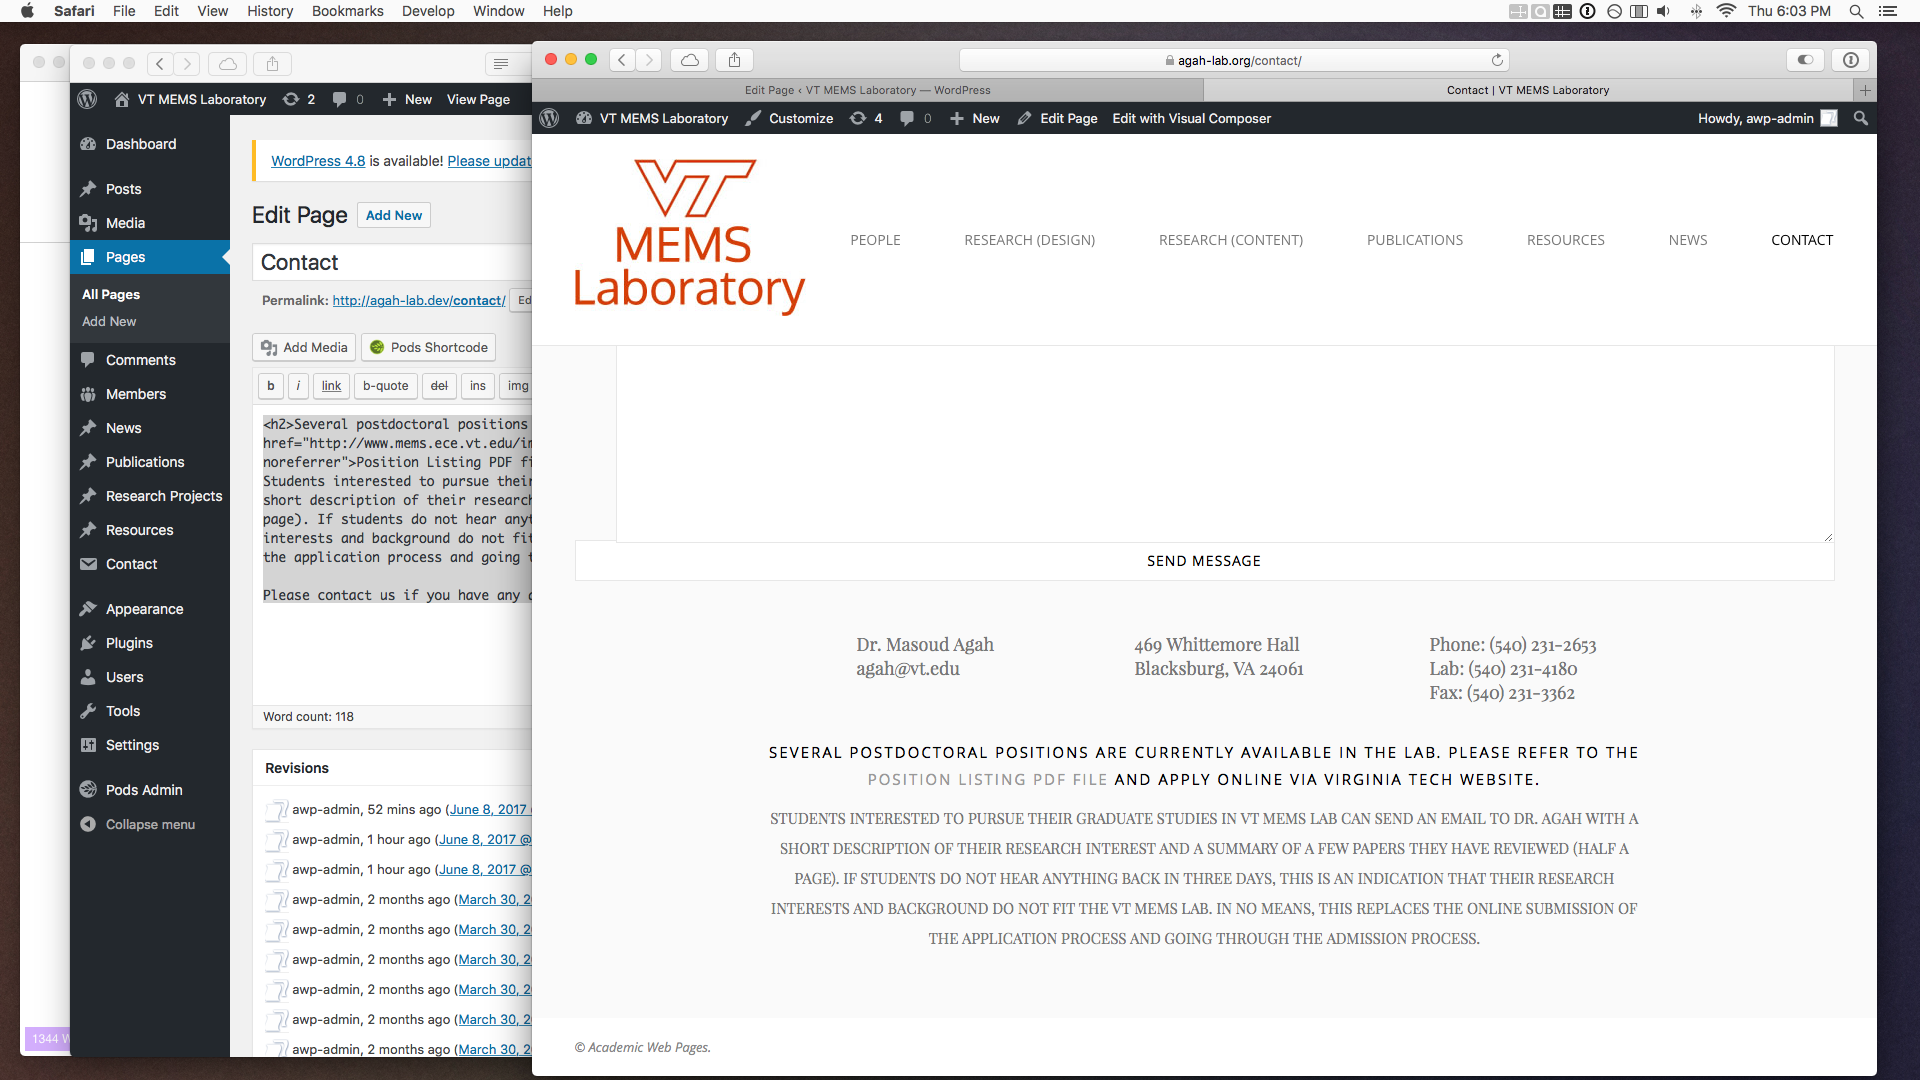 Safari File Edit View History Bookmarks Develop Window Help
Thu 6:03 PM
VT MEMS Laboratory 2 0 New View Page
Dashboard
Posts
Media
Pages
All Pages
Add New
Comments
Members
News
Publications
Research Projects
Resources
Contact
Appearance
Plugins
Users
Tools
Settings
Pods Admin
Collapse menu
1344
WordPress 4.8 is available! Please updat
Edit Page Add New
Contact
Permalink: http://agah-lab.dev/contact/ Ed
Add Media Pods Shortcode
b i link b-quote del ins img
<h2>Several postdoctoral positions
href="http://www.mems.ece.vt.edu/
noreferrer">Position Listing PDF
Students interested to pursue their
short description of their research
page). If students do not hear
interests and background do not
the application process and going
Please contact us if you have any
Word count: 118
Revisions
awp-admin, 52 mins ago (June 8, 2017
awp-admin, 1 hour ago (June 8, 2017 @
awp-admin, 1 hour ago (June 8, 2017 @
awp-admin, 2 months ago (March 30, 2
awp-admin, 2 months ago (March 30, 2
awp-admin, 2 months ago (March 30, 2
awp-admin, 2 months ago (March 30, 2
awp-admin, 2 months ago (March 30, 2
awp-admin, 2 months ago (March 30, 2
agah-lab.org/contact/
Edit Page ‹ VT MEMS Laboratory — WordPress
Contact | VT MEMS Laboratory
VT MEMS Laboratory Customize 4 0 New Edit Page Edit with Visual Composer Howdy, awp-admin
VT
MEMS
Laboratory
PEOPLE RESEARCH (DESIGN) RESEARCH (CONTENT) PUBLICATIONS RESOURCES NEWS CONTACT
SEND MESSAGE
Dr. Masoud Agah
agah@vt.edu
469 Whittemore Hall
Blacksburg, VA 24061
Phone: (540) 231-2653
Lab: (540) 231-4180
Fax: (540) 231-3362
SEVERAL POSTDOCTORAL POSITIONS ARE CURRENTLY AVAILABLE IN THE LAB. PLEASE REFER TO THE
POSITION LISTING PDF FILE AND APPLY ONLINE VIA VIRGINIA TECH WEBSITE.
STUDENTS INTERESTED TO PURSUE THEIR GRADUATE STUDIES IN VT MEMS LAB CAN SEND AN EMAIL TO DR. AGAH WITH A
SHORT DESCRIPTION OF THEIR RESEARCH INTEREST AND A SUMMARY OF A FEW PAPERS THEY HAVE REVIEWED (HALF A
PAGE). IF STUDENTS DO NOT HEAR ANYTHING BACK IN THREE DAYS, THIS IS AN INDICATION THAT THEIR RESEARCH
INTERESTS AND BACKGROUND DO NOT FIT THE VT MEMS LAB. IN NO MEANS, THIS REPLACES THE ONLINE SUBMISSION OF
THE APPLICATION PROCESS AND GOING THROUGH THE ADMISSION PROCESS.
© Academic Web Pages.